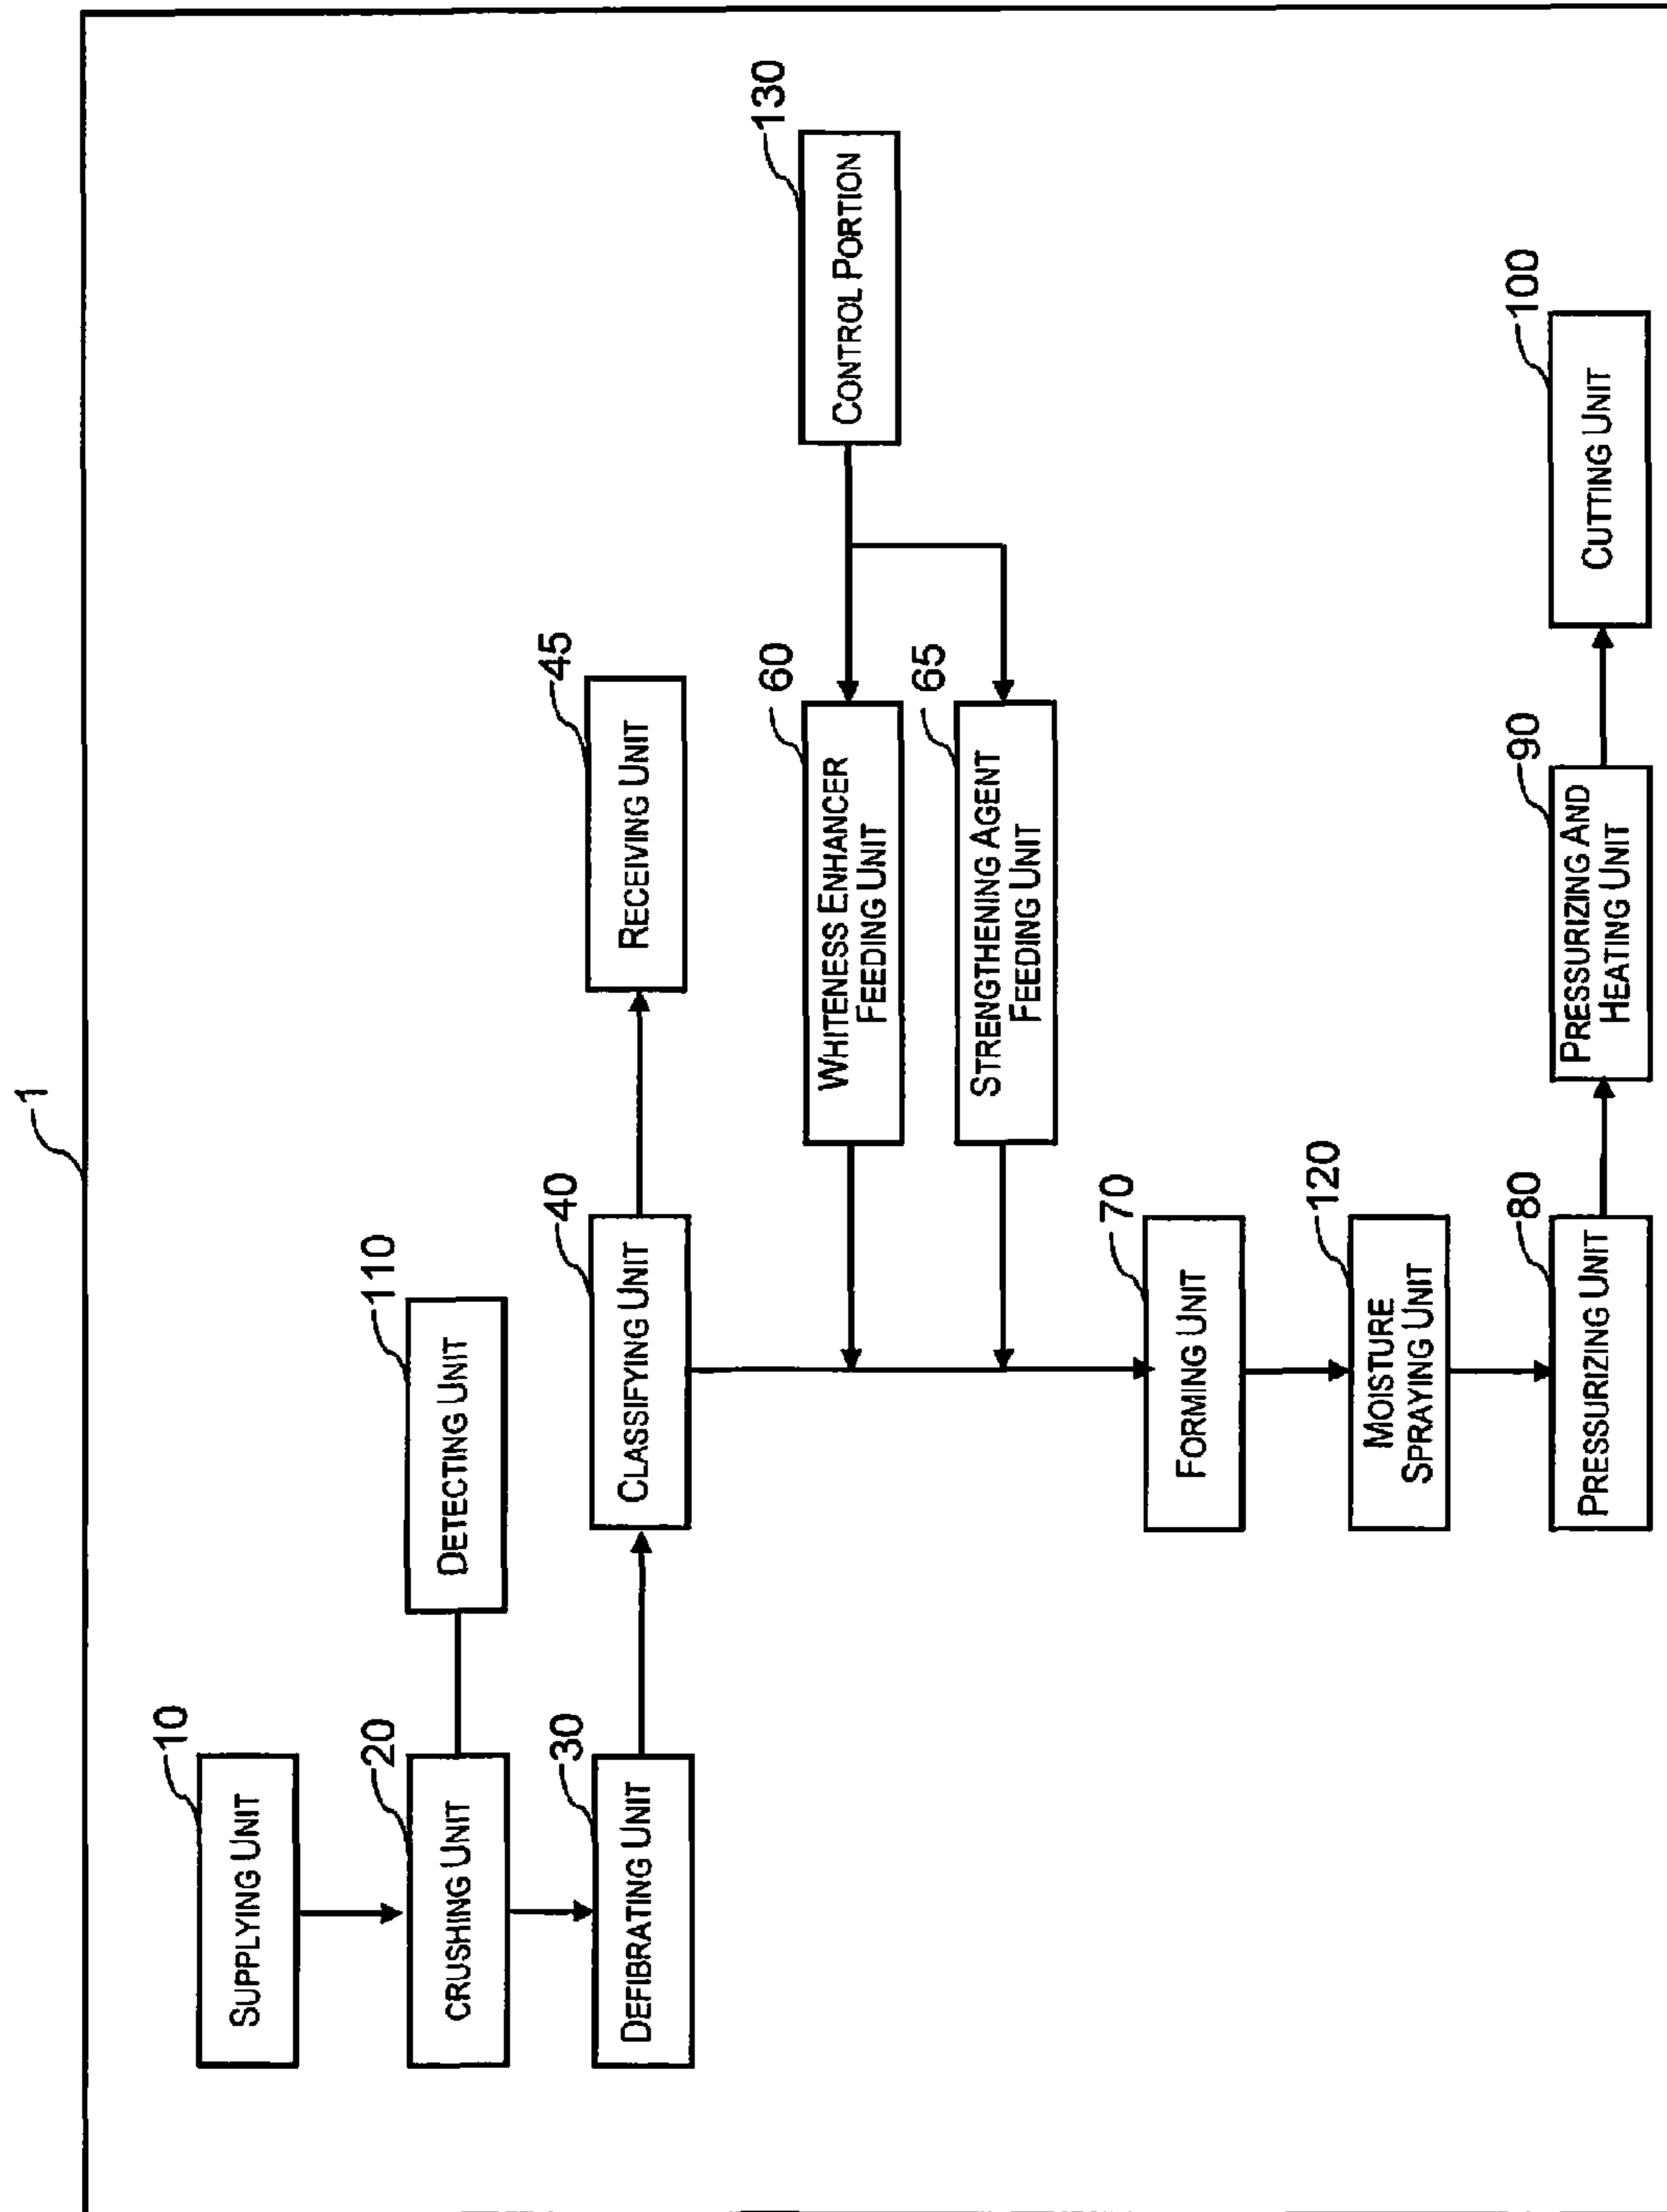 1
10
SUPPLYING UNIT
20
CRUSHING UNIT
110
DETECTING UNIT
30
DEFIBRATING UNIT
40
CLASSIFYING UNIT
45
RECEIVING UNIT
130
CONTROL PORTION
60
WHITENESS ENHANCER
FEEDING UNIT
65
STRENGTHENING AGENT
FEEDING UNIT
70
FORMING UNIT
120
MOISTURE
SPRAYING UNIT
80
PRESSURIZING UNIT
90
PRESSURIZING AND
HEATING UNIT
100
CUTTING UNIT